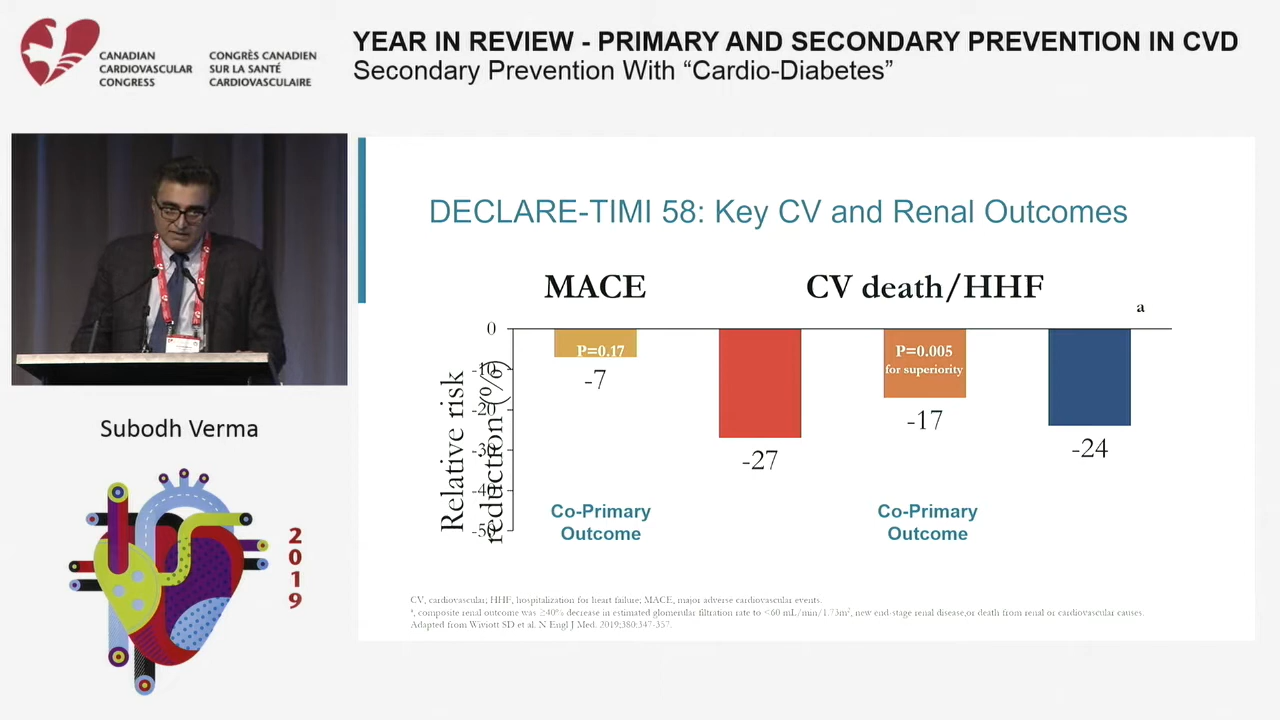 CANADIAN
CARDIOVASCULAR
CONGRESS
CONGRÈS CANADIEN
SUR LA SANTÉ
CARDIOVASCULAIRE
YEAR IN REVIEW - PRIMARY AND SECONDARY PREVENTION IN CVD
Secondary Prevention With “Cardio-Diabetes”
Subodh Verma
2019
DECLARE-TIMI 58: Key CV and Renal Outcomes
MACE
CV death/HHF
a
Relative risk
reduction (%)
0
-10
-20
-30
-40
-50
P=0.17
-7
-27
P=0.005
for superiority
-17
-24
Co-Primary
Outcome
Co-Primary
Outcome
CV, cardiovascular; HHF, hospitalization for heart failure; MACE, major adverse cardiovascular events.
a, composite renal outcome was ≥40% decrease in estimated glomerular filtration rate to <60 mL/min/1.73m², new end-stage renal disease,or death from renal or cardiovascular causes.
Adapted from Wiviott SD et al. N Engl J Med. 2019;380:347-357.